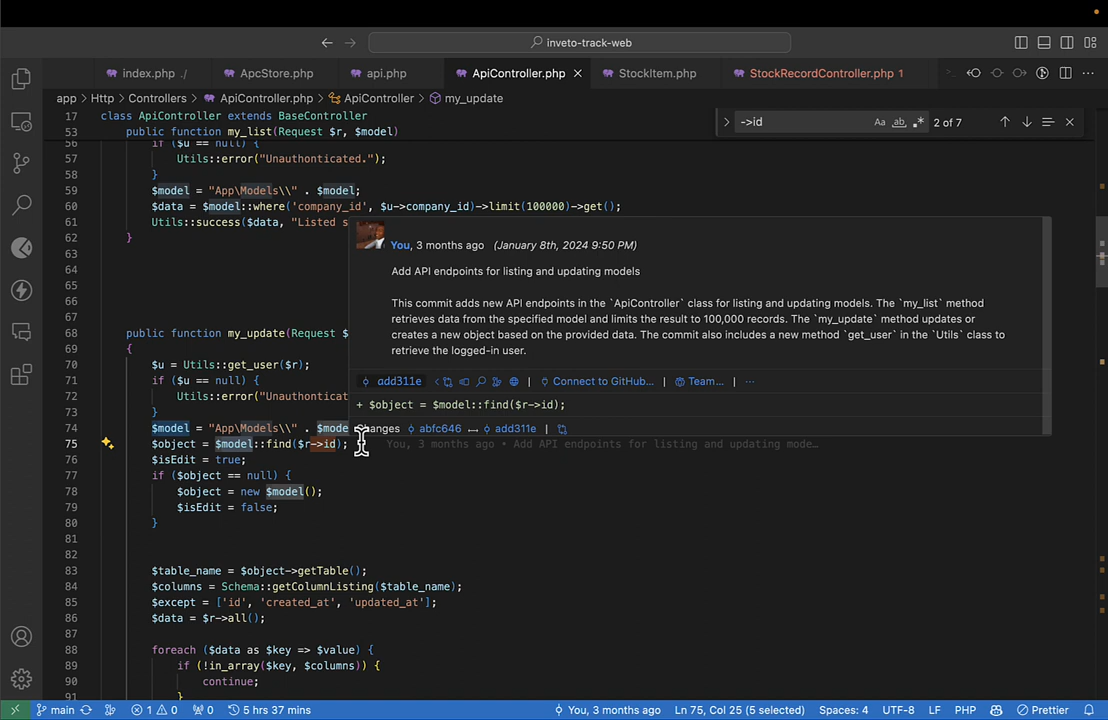 inveto-track-web
index.php ./
ApcStore.php
api.php
ApiController.php
StockItem.php
StockRecordController.php 1
app > Http > Controllers > ApiController.php > ApiController > my_update
->id
Aa ab .*
2 of 7
17 class ApiController extends BaseController
53 public function my_list(Request $r, $model)
56 if ($u == null) {
57 Utils::error("Unauthonticated.");
58 }
59 $model = "App\Models\\" . $model;
60 $data = $model::where('company_id', $u->company_id)->limit(100000)->get();
61 Utils::success($data, "Listed s
62 }
63
64
65
66
67
68 public function my_update(Request $
69 {
70 $u = Utils::get_user($r);
71 if ($u == null) {
72 Utils::error("Unauthonticat
73 }
74 $model = "App\Models\\" . $mode
75 $object = $model::find($r->id);
You, 3 months ago • Add API endpoints for listing and updating mode…
76 $isEdit = true;
77 if ($object == null) {
78 $object = new $model();
79 $isEdit = false;
80 }
81
82
83 $table_name = $object->getTable();
84 $columns = Schema::getColumnListing($table_name);
85 $except = ['id', 'created_at', 'updated_at'];
86 $data = $r->all();
87
88 foreach ($data as $key => $value) {
89 if (!in_array($key, $columns)) {
90 continue;
91 }
You, 3 months ago (January 8th, 2024 9:50 PM)
Add API endpoints for listing and updating models
This commit adds new API endpoints in the `ApiController` class for listing and updating models. The `my_list` method
retrieves data from the specified model and limits the result to 100,000 records. The `my_update` method updates or
creates a new object based on the provided data. The commit also includes a new method `get_user` in the `Utils` class to
retrieve the logged-in user.
add311e | Connect to GitHub… | Team… | ···
+ $object = $model::find($r->id);
anges abfc646 ↔ add311e |
main
1 0
0
5 hrs 37 mins
You, 3 months ago
Ln 75, Col 25 (5 selected)
Spaces: 4
UTF-8
LF
PHP
Prettier